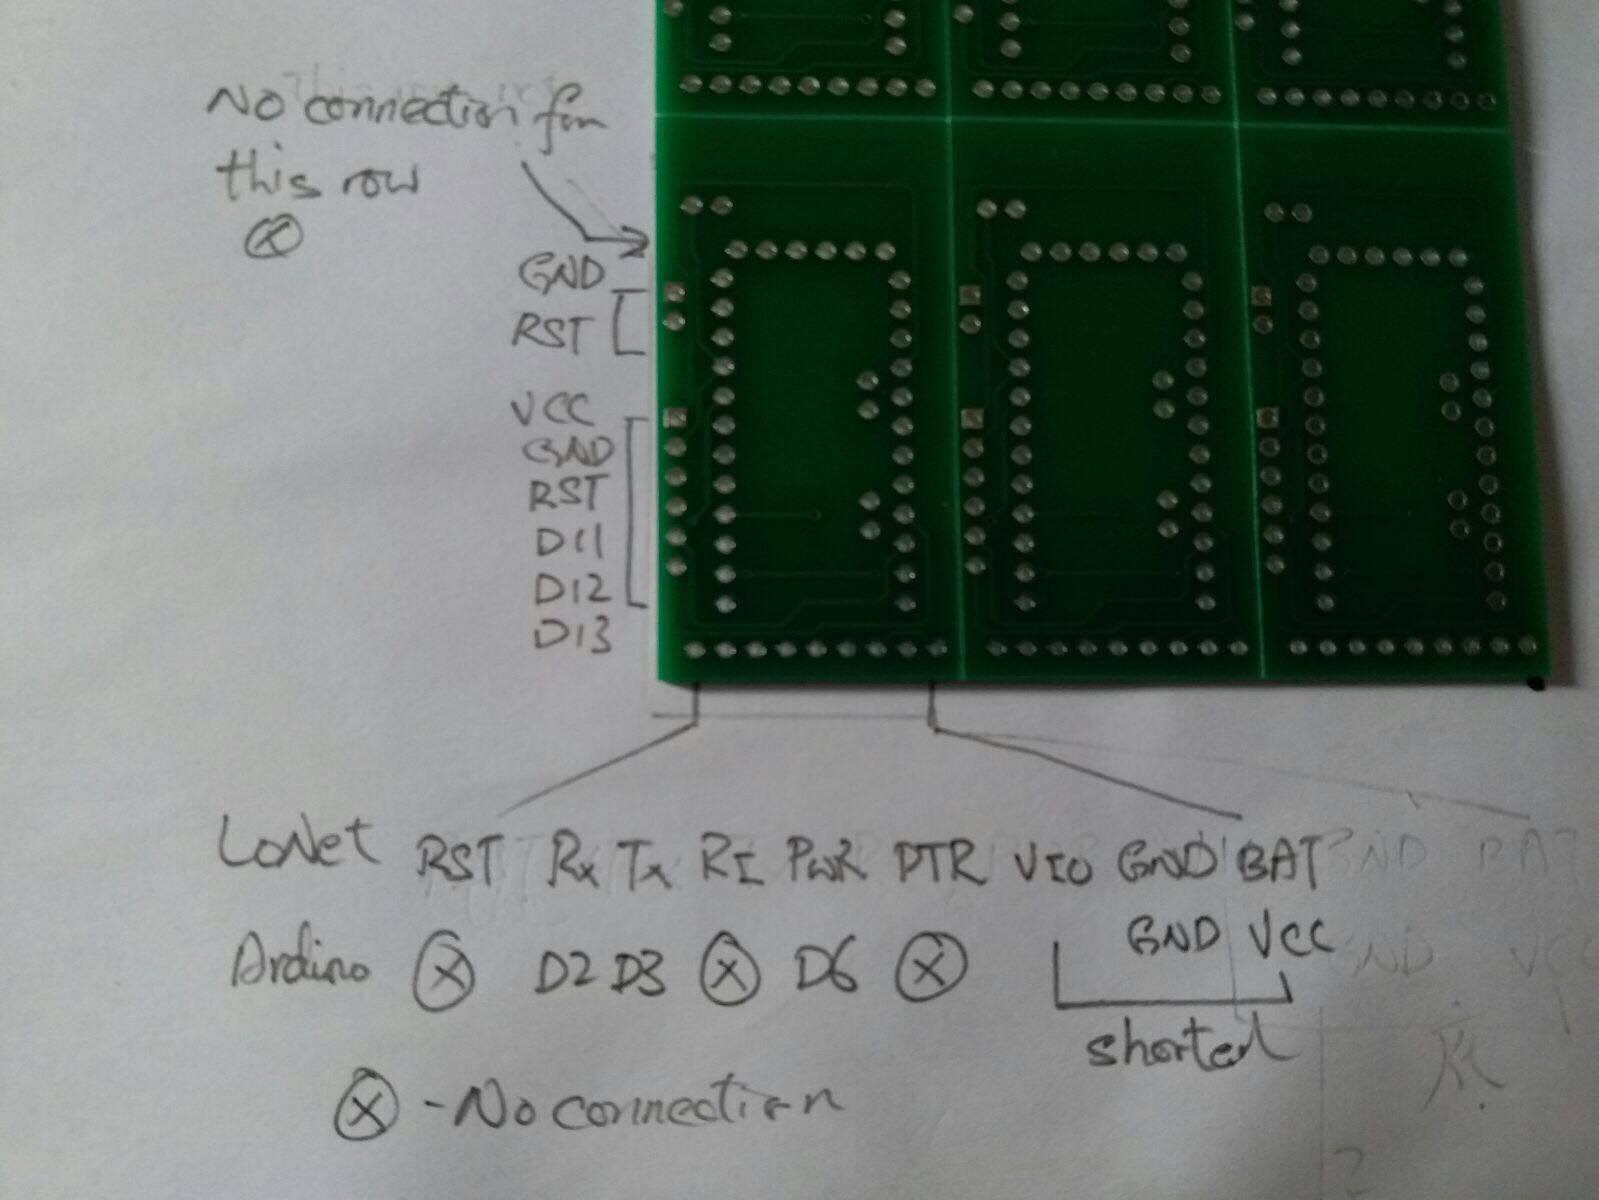 No connection for
this row
GND
RST
VCC
GND
RST
D11
D12
D13
LoNet RST Rx Tx RI PWR DTR VIO GND BAT
Arduino D2 D3 D6 GND VCC
shorted
- No connection